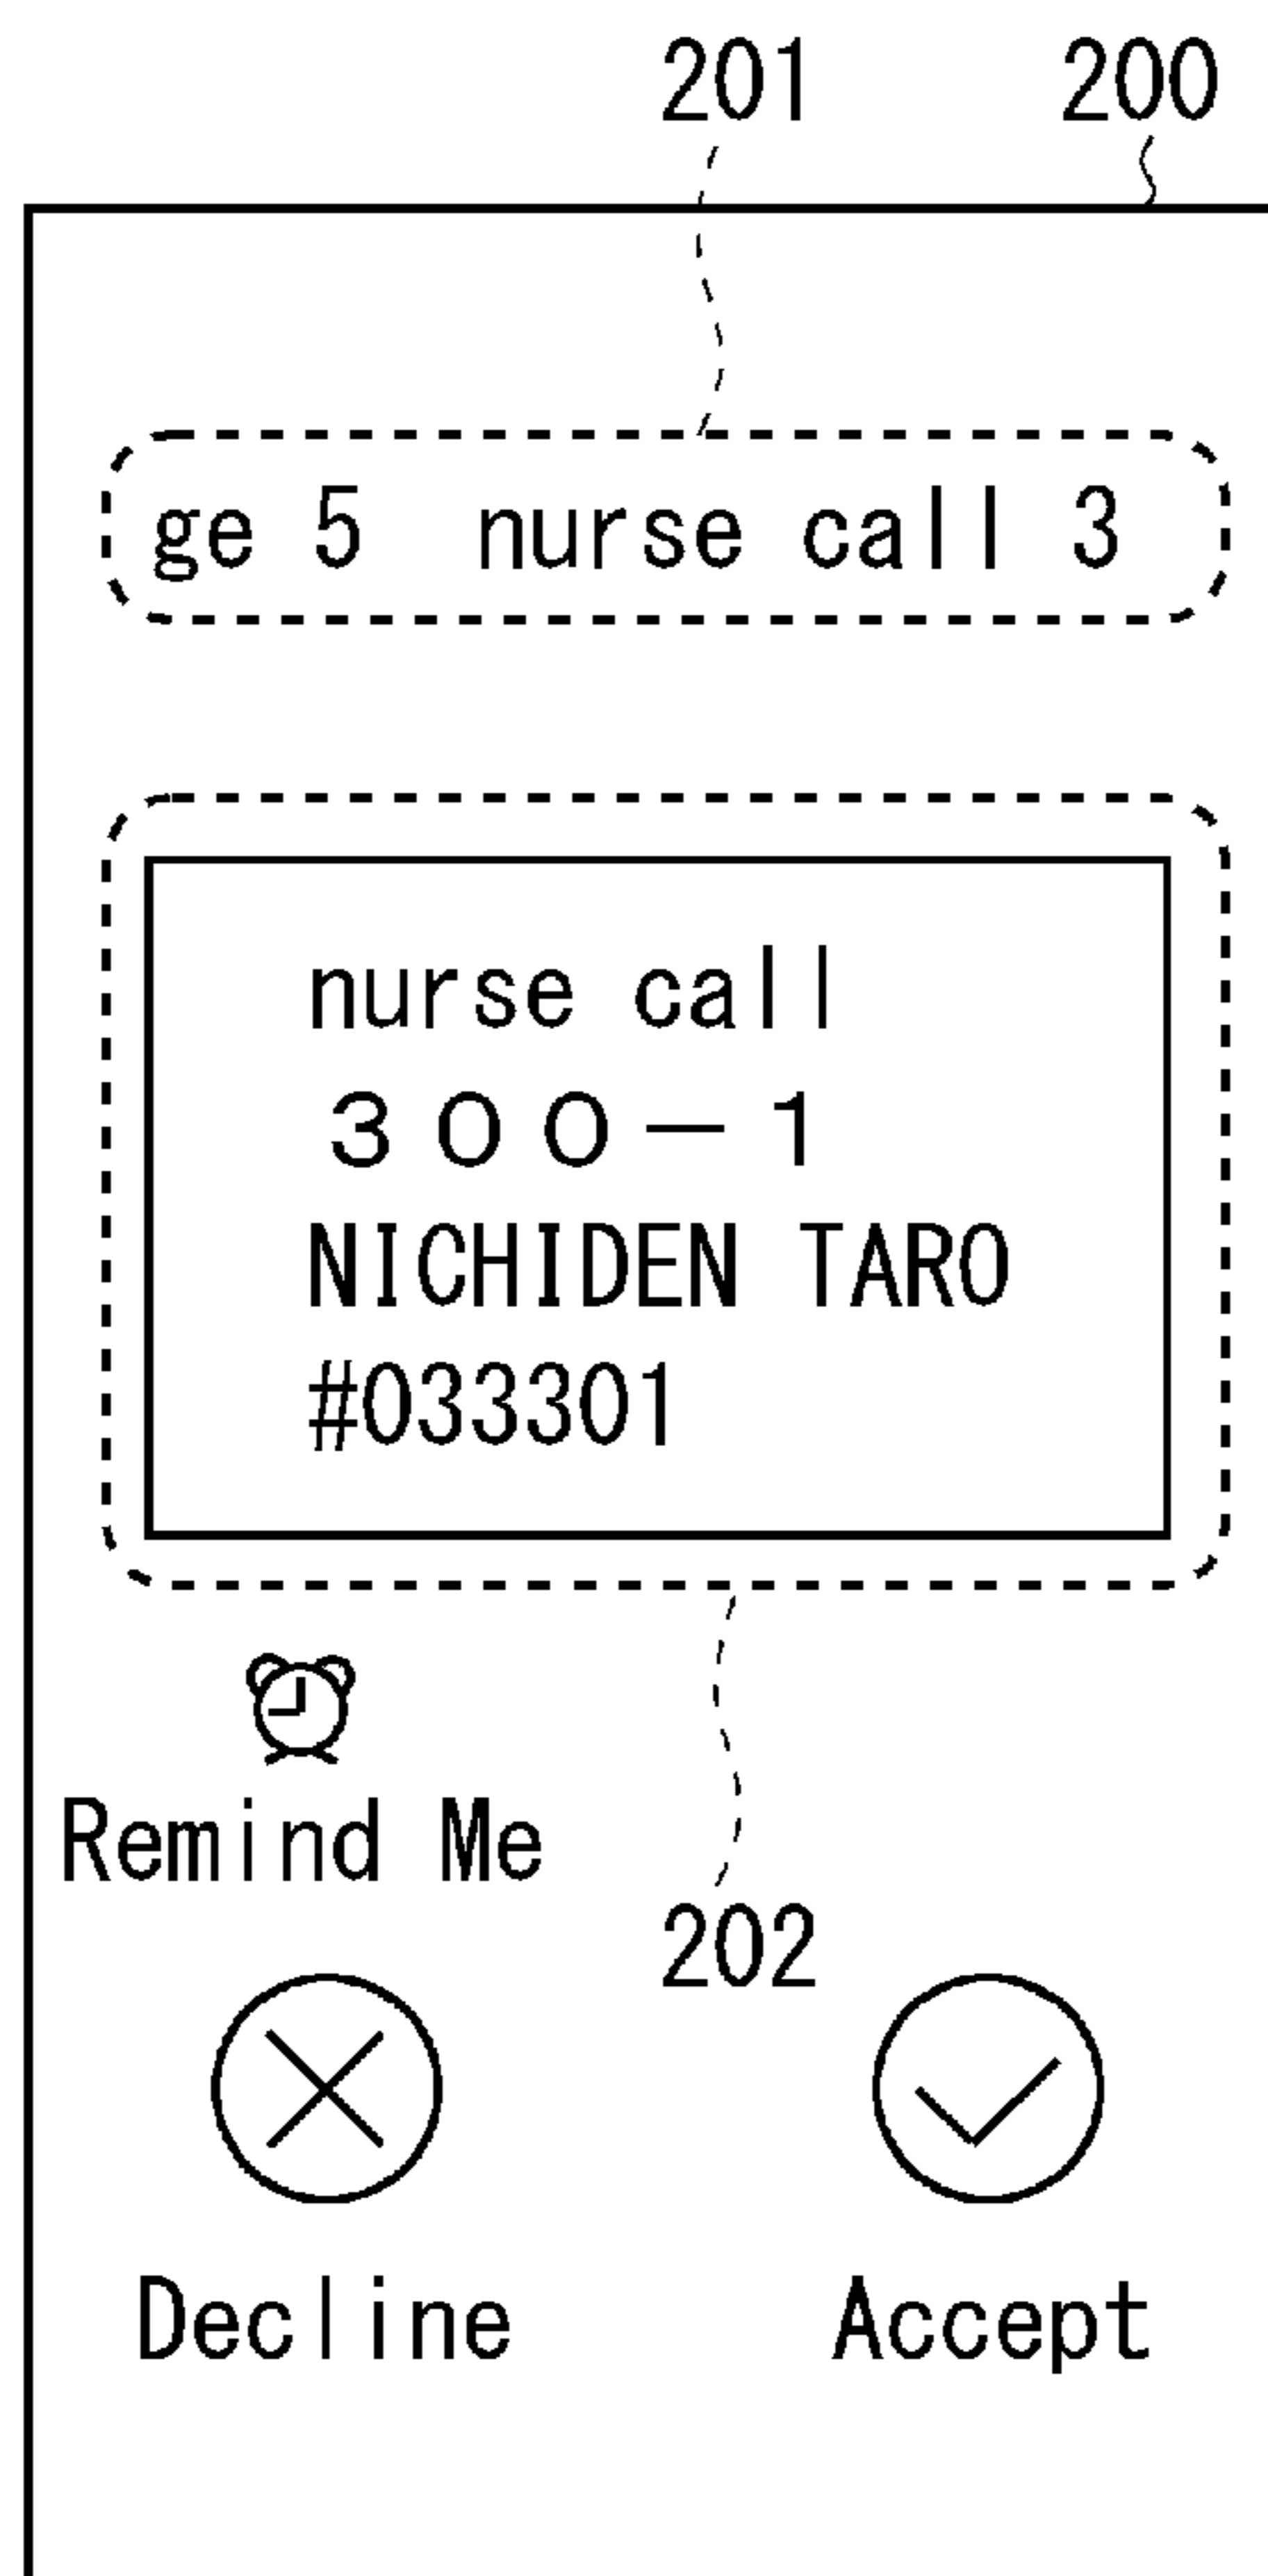 201 200
ge 5 nurse call 3
nurse call
300-1
NICHIDEN TARO
#033301
Remind Me
202
Decline Accept